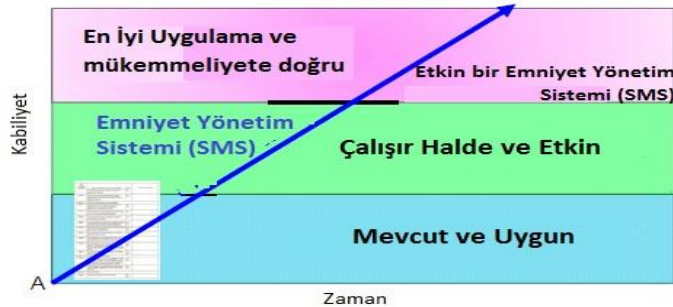 En İyi Uygulama ve
mükemmeliyete doğru
Etkin bir Emniyet Yönetim
Sistemi (SMS)
Kabiliyet
Emniyet Yönetim
Sistemi (SMS)
Çalışır Halde ve Etkin
Mevcut ve Uygun
A
Zaman